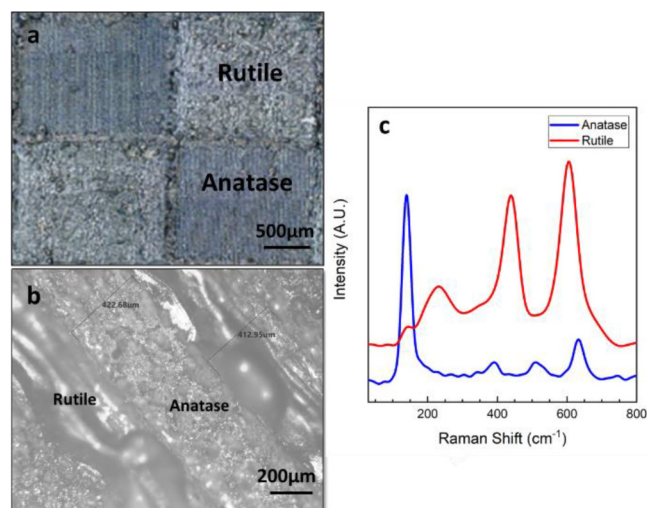 a
Rutile
Anatase
500μm
b
422.68um
412.95um
Rutile
Anatase
200μm
c
Anatase
Rutile
Intensity (A.U.)
200
400
600
800
Raman Shift (cm⁻¹)